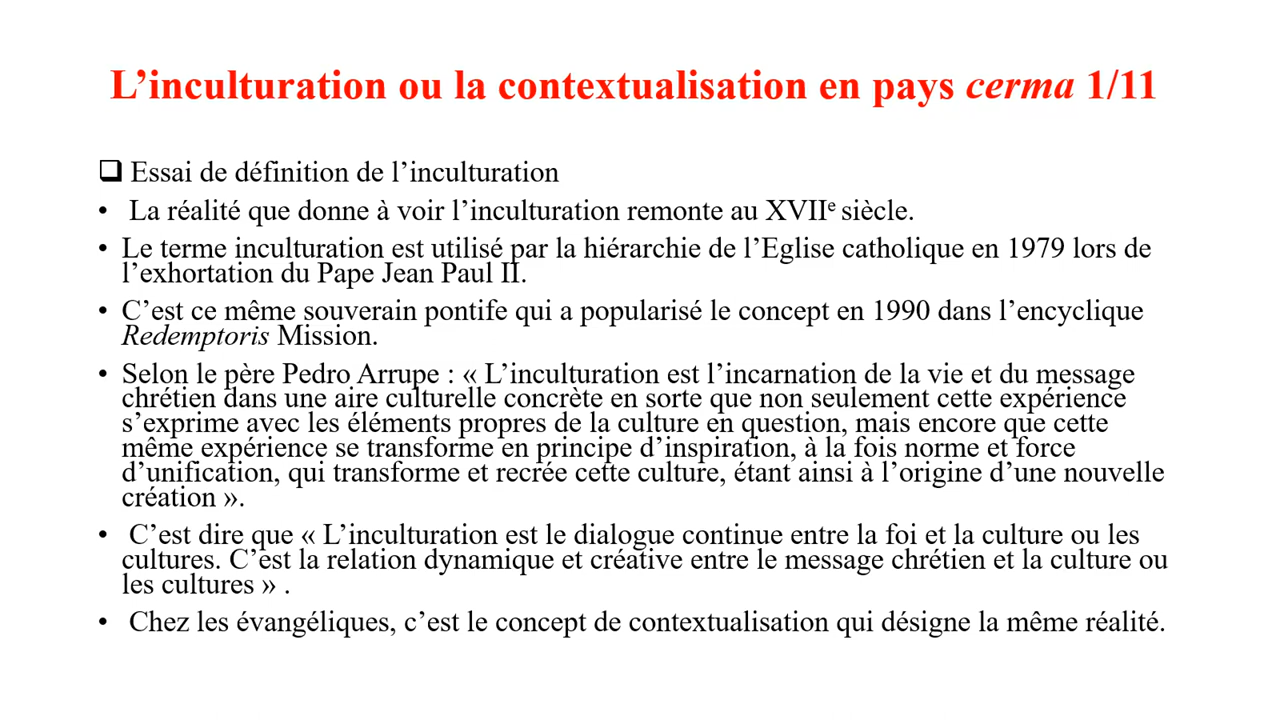 L’inculturation ou la contextualisation en pays cerma 1/11
❑ Essai de définition de l’inculturation
• La réalité que donne à voir l’inculturation remonte au XVIIᵉ siècle.
• Le terme inculturation est utilisé par la hiérarchie de l’Eglise catholique en 1979 lors de
l’exhortation du Pape Jean Paul II.
• C’est ce même souverain pontife qui a popularisé le concept en 1990 dans l’encyclique
Redemptoris Mission.
• Selon le père Pedro Arrupe : « L’inculturation est l’incarnation de la vie et du message
chrétien dans une aire culturelle concrète en sorte que non seulement cette expérience
s’exprime avec les éléments propres de la culture en question, mais encore que cette
même expérience se transforme en principe d’inspiration, à la fois norme et force
d’unification, qui transforme et recrée cette culture, étant ainsi à l’origine d’une nouvelle
création ».
• C’est dire que « L’inculturation est le dialogue continue entre la foi et la culture ou les
cultures. C’est la relation dynamique et créative entre le message chrétien et la culture ou
les cultures » .
• Chez les évangéliques, c’est le concept de contextualisation qui désigne la même réalité.